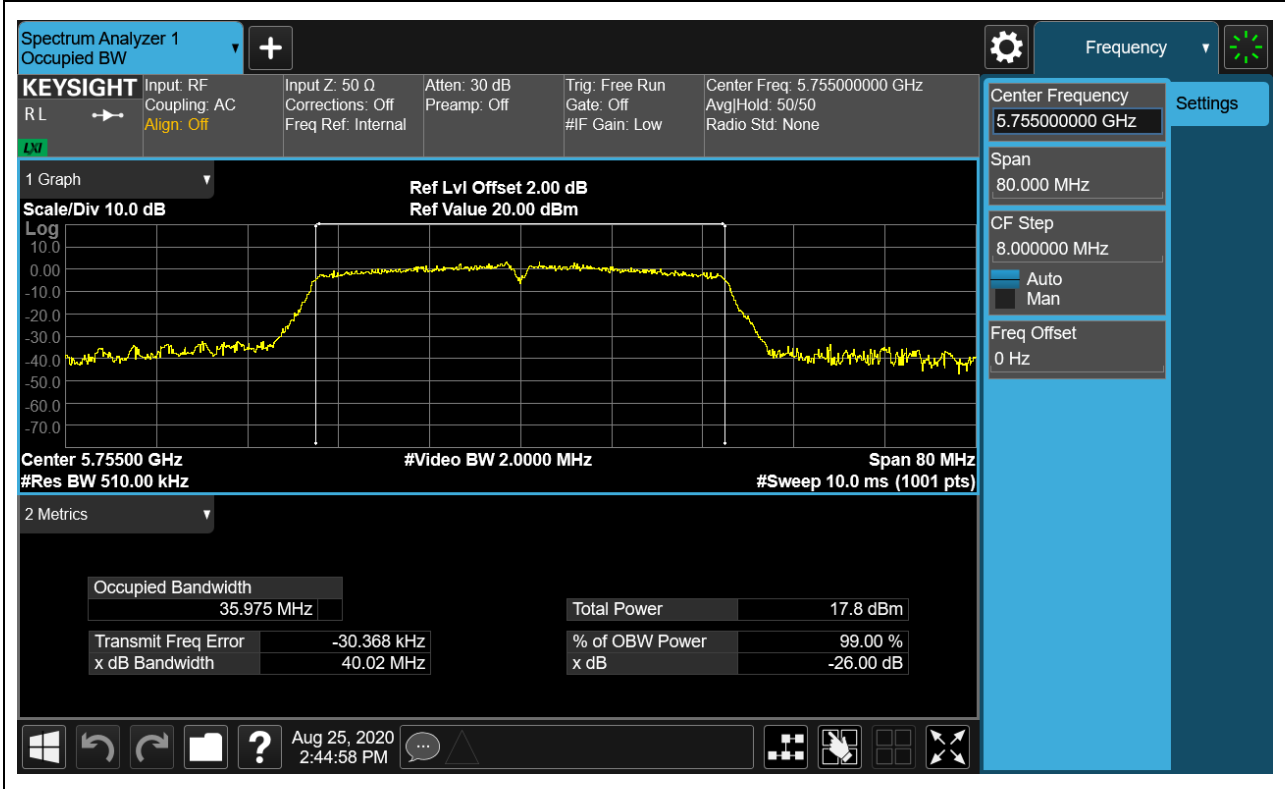 Spectrum Analyzer 1
Occupied BW
Frequency
KEYSIGHT
R L
LXI
Input: RF
Coupling: AC
Align: Off
Input Z: 50 Ω
Corrections: Off
Freq Ref: Internal
Atten: 30 dB
Preamp: Off
Trig: Free Run
Gate: Off
#IF Gain: Low
Center Freq: 5.755000000 GHz
Avg|Hold: 50/50
Radio Std: None
Center Frequency
5.755000000 GHz
Settings
Span
80.000 MHz
CF Step
8.000000 MHz
Auto
Man
Freq Offset
0 Hz
1 Graph
Ref Lvl Offset 2.00 dB
Scale/Div 10.0 dB
Ref Value 20.00 dBm
Log
10.0
0.00
-10.0
-20.0
-30.0
-40.0
-50.0
-60.0
-70.0
Center 5.75500 GHz
#Video BW 2.0000 MHz
Span 80 MHz
#Res BW 510.00 kHz
#Sweep 10.0 ms (1001 pts)
2 Metrics
Occupied Bandwidth
35.975 MHz
Total Power 17.8 dBm
Transmit Freq Error -30.368 kHz
% of OBW Power 99.00 %
x dB Bandwidth 40.02 MHz
x dB -26.00 dB
?
Aug 25, 2020
2:44:58 PM